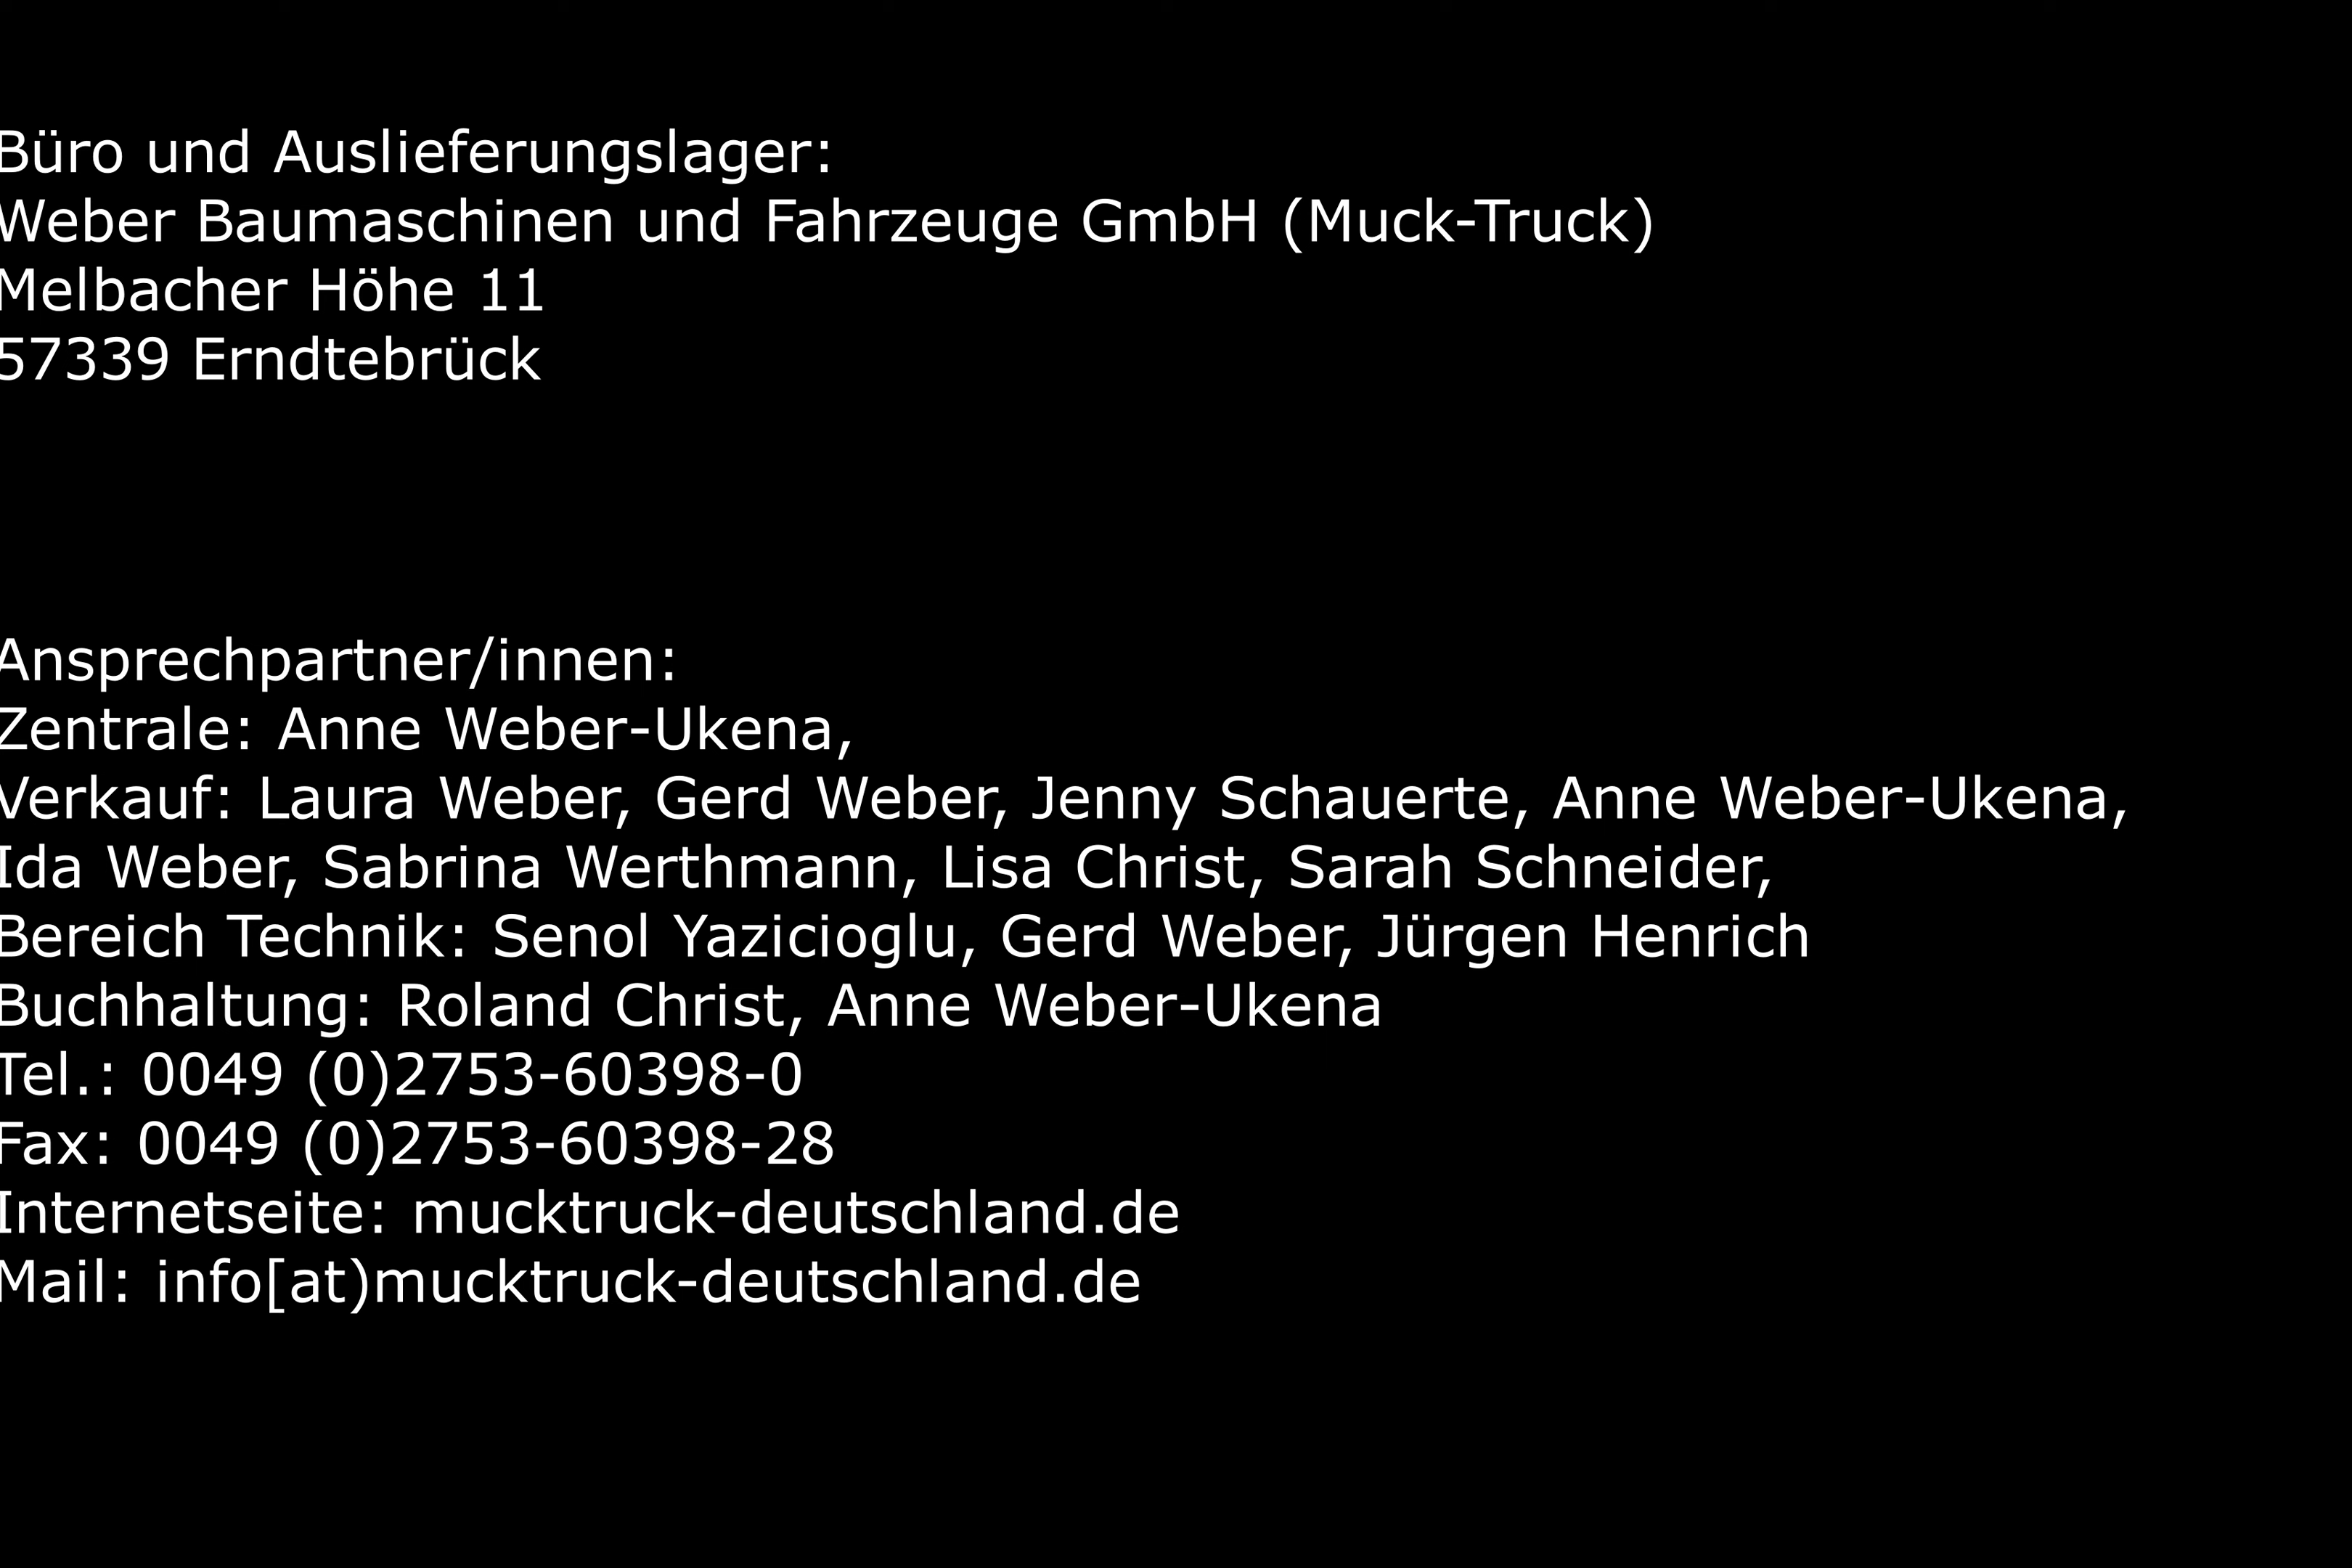 Büro und Auslieferungslager:
Weber Baumaschinen und Fahrzeuge GmbH (Muck-Truck)
Melbacher Höhe 11
57339 Erndtebrück
Ansprechpartner/innen:
Zentrale: Anne Weber-Ukena,
Verkauf: Laura Weber, Gerd Weber, Jenny Schauerte, Anne Weber-Ukena,
Ida Weber, Sabrina Werthmann, Lisa Christ, Sarah Schneider,
Bereich Technik: Senol Yazicioglu, Gerd Weber, Jürgen Henrich
Buchhaltung: Roland Christ, Anne Weber-Ukena
Tel.: 0049 (0)2753-60398-0
Fax: 0049 (0)2753-60398-28
Internetseite: mucktruck-deutschland.de
Mail: info[at)mucktruck-deutschland.de